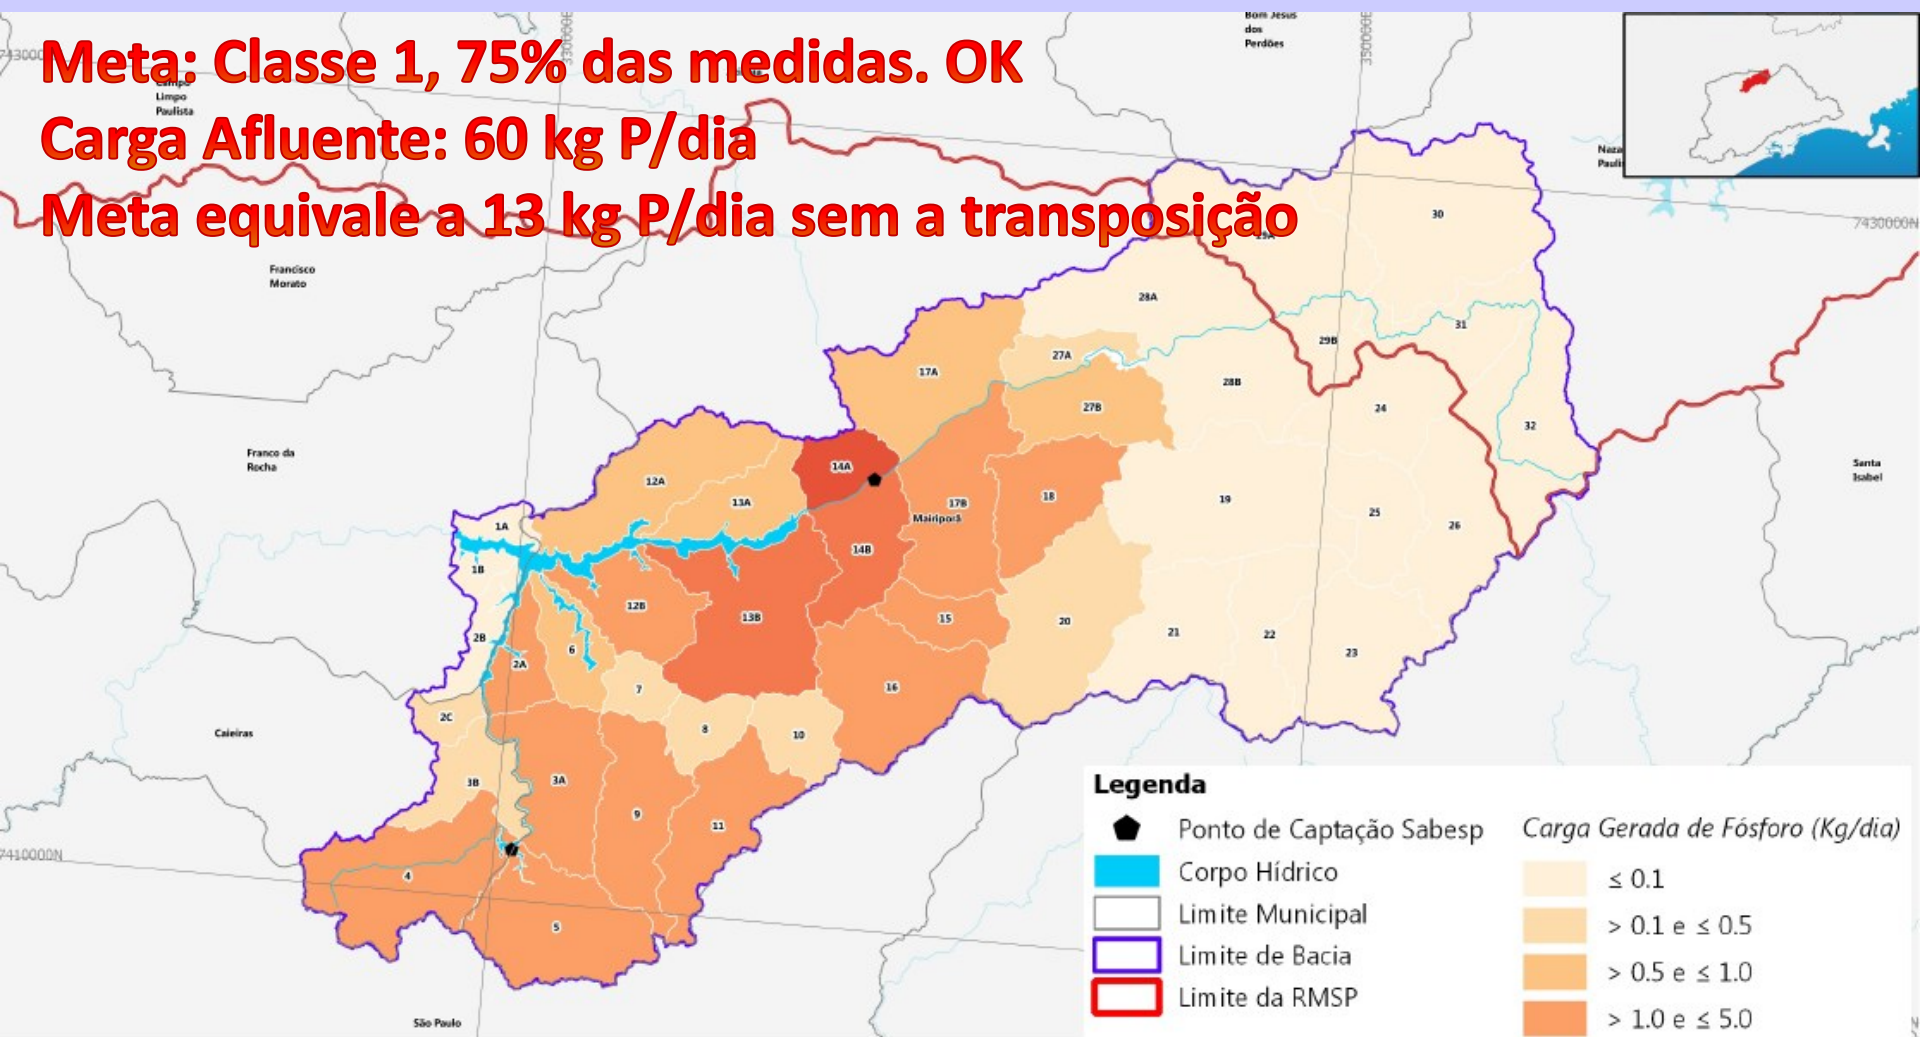 Meta: Classe 1, 75% das medidas. OK
Carga Afluente: 60 kg P/dia
Meta equivale a 13 kg P/dia sem a transposição
Campo
Limpo
Paulista
Bom Jesus
dos
Perdões
350000E
7430000N
Francisco
Morato
Franco da
Rocha
Caieiras
São Paulo
Mairiporã
Santa
Isabel
7410000N
30
28A
31
29B
27A
17A
28B
27B
24
32
14A
12A
13A
17B
18
19
25
26
1A
14B
1B
12B
13B
15
20
2B
6
2A
21
22
23
7
16
2C
8
10
3B
3A
9
11
4
5
Legenda
Ponto de Captação Sabesp
Corpo Hídrico
Limite Municipal
Limite de Bacia
Limite da RMSP
Carga Gerada de Fósforo (Kg/dia)
≤ 0.1
> 0.1 e ≤ 0.5
> 0.5 e ≤ 1.0
> 1.0 e ≤ 5.0